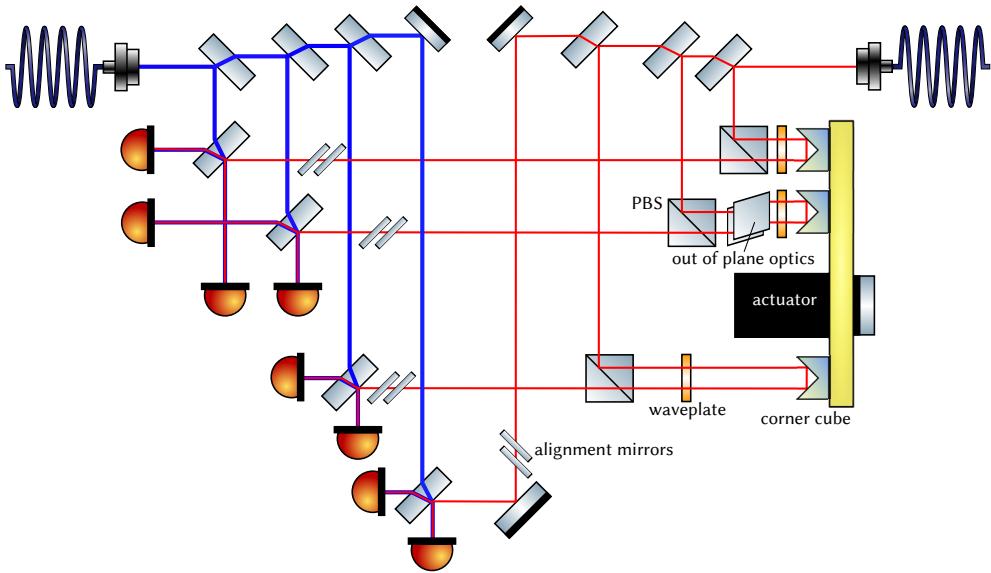 PBS
out of plane optics
actuator
waveplate
corner cube
alignment mirrors